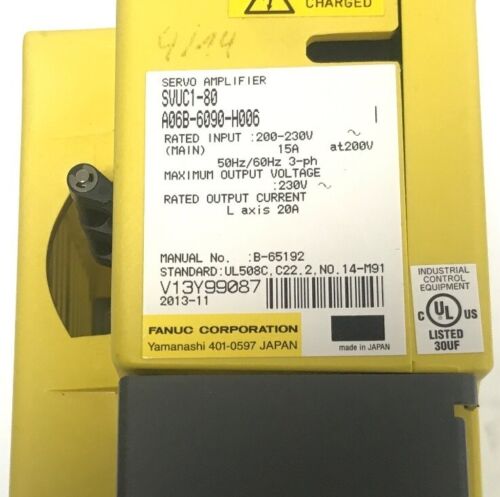 CHARGED
9/14
SERVO AMPLIFIER
SVUC1-80
A06B-6090-H006 I
RATED INPUT :200-230V ~
(MAIN) 15A at200V
50Hz/60Hz 3-ph
MAXIMUM OUTPUT VOLTAGE
:230V ~
RATED OUTPUT CURRENT
L axis 20A
MANUAL No. :B-65192
STANDARD:UL508C,C22.2,NO.14-M91
V13Y99087
2013-11
FANUC CORPORATION
Yamanashi 401-0597 JAPAN
made in JAPAN
INDUSTRIAL
CONTROL
EQUIPMENT
C UL US
LISTED
30UF